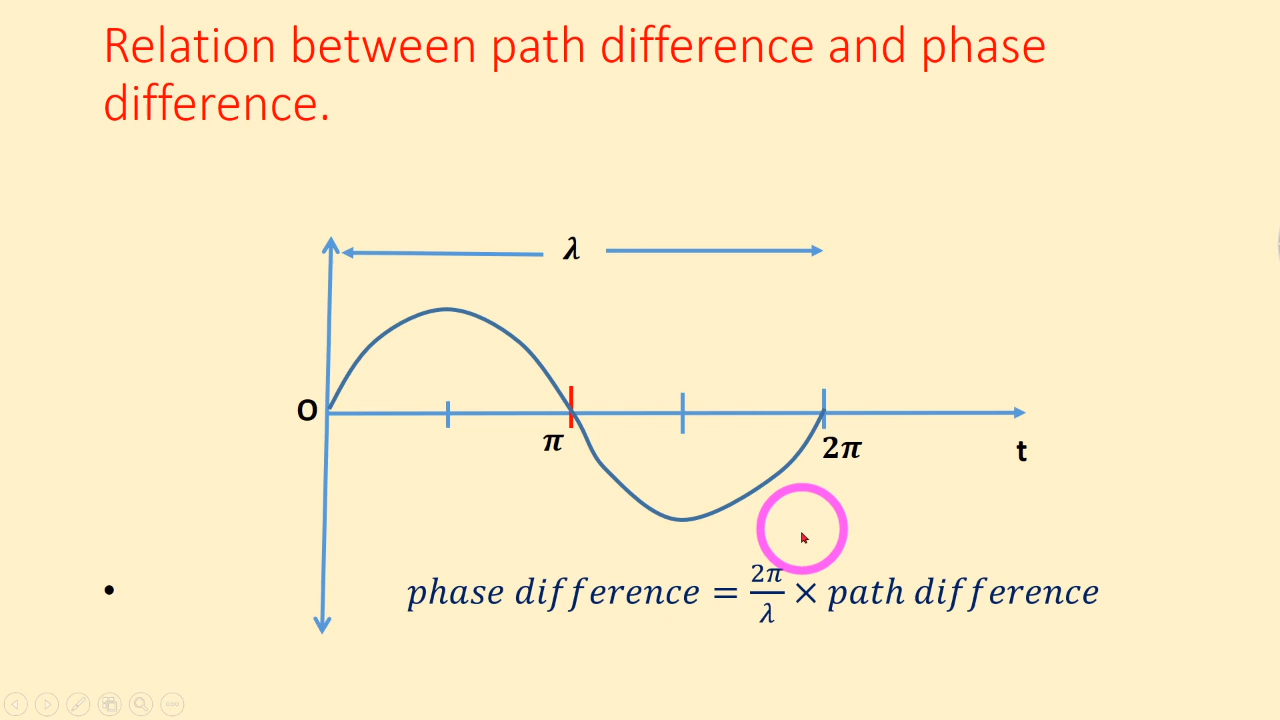 Relation between path difference and phase
difference.
λ
O
π
2π
t
• phase difference = 2π/λ × path difference